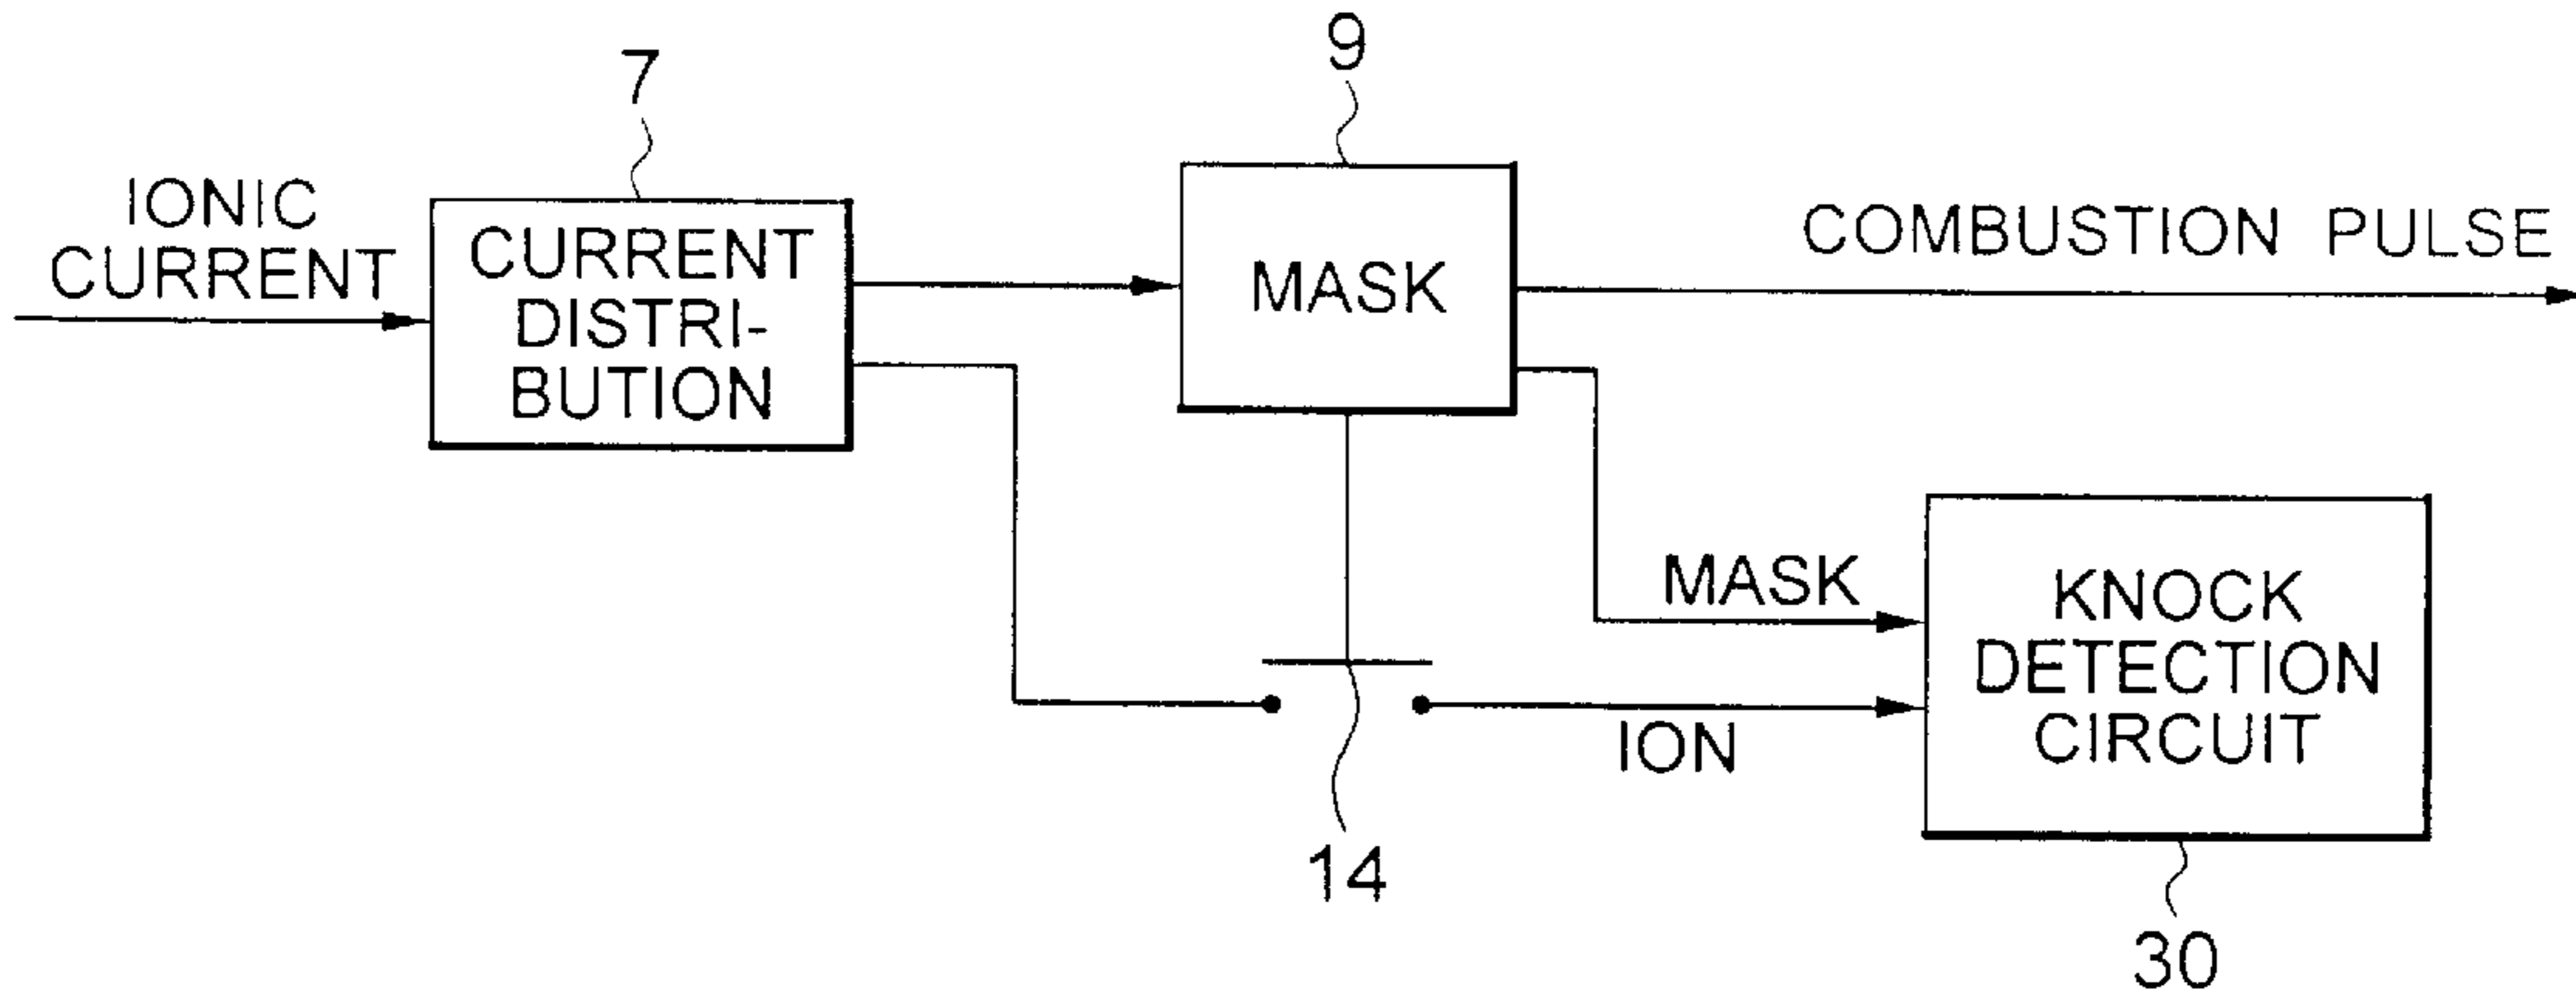 7
9
IONIC
CURRENT
CURRENT
DISTRI-
BUTION
MASK
COMBUSTION PULSE
MASK
ION
KNOCK
DETECTION
CIRCUIT
14
30